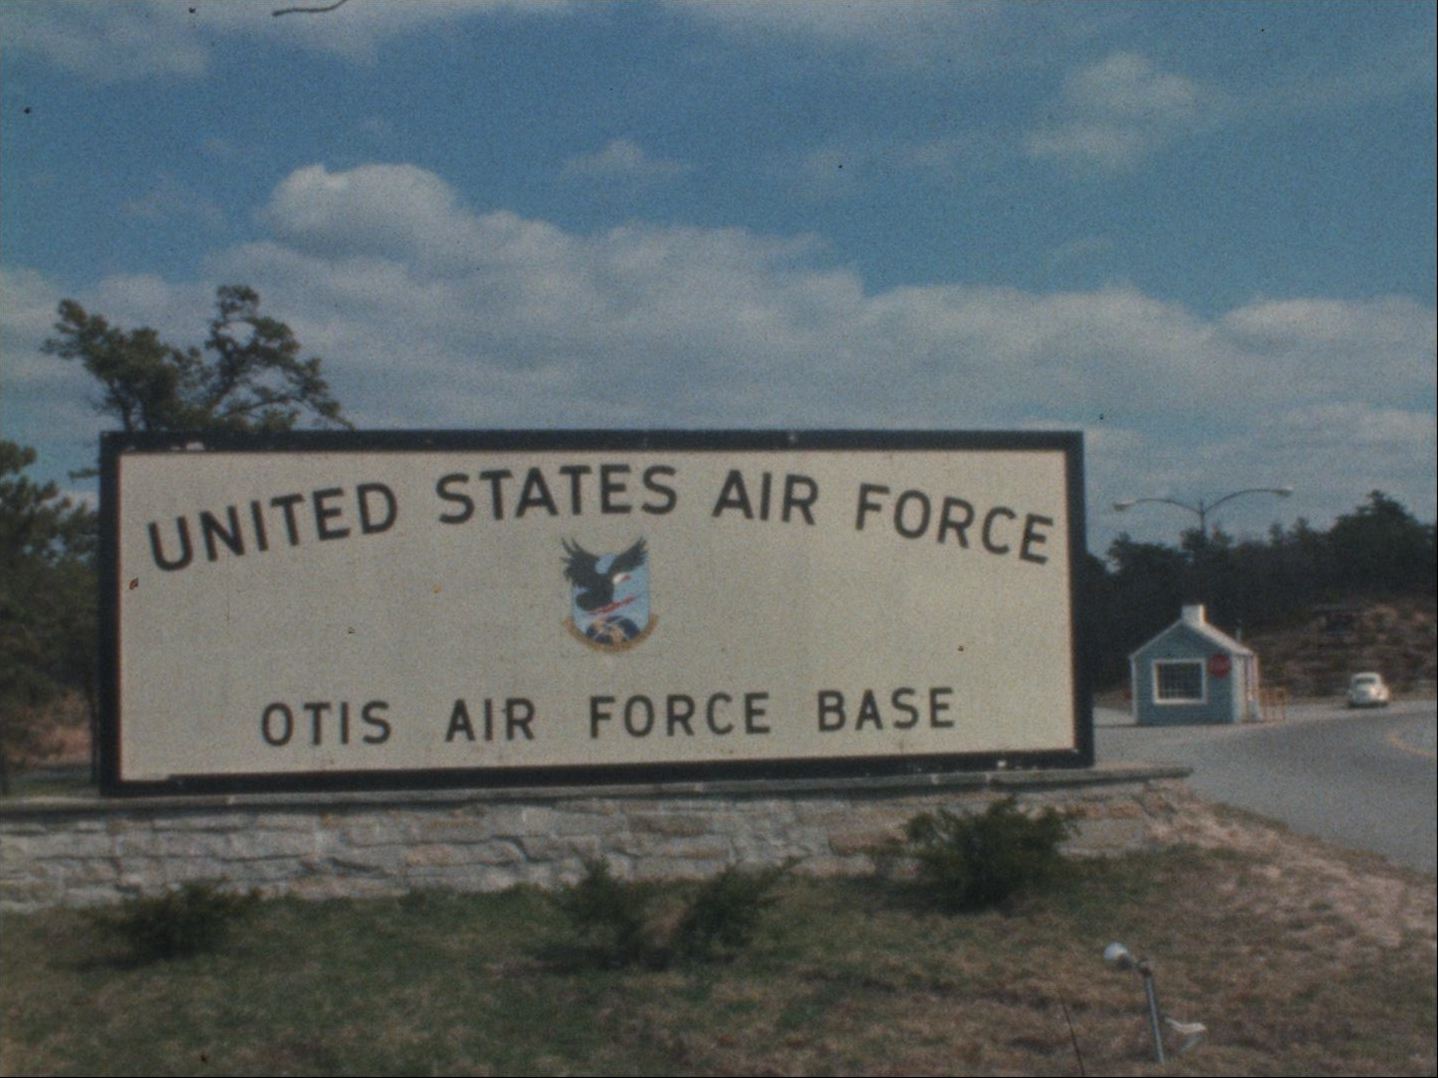 UNITED STATES AIR FORCE
OTIS AIR FORCE BASE